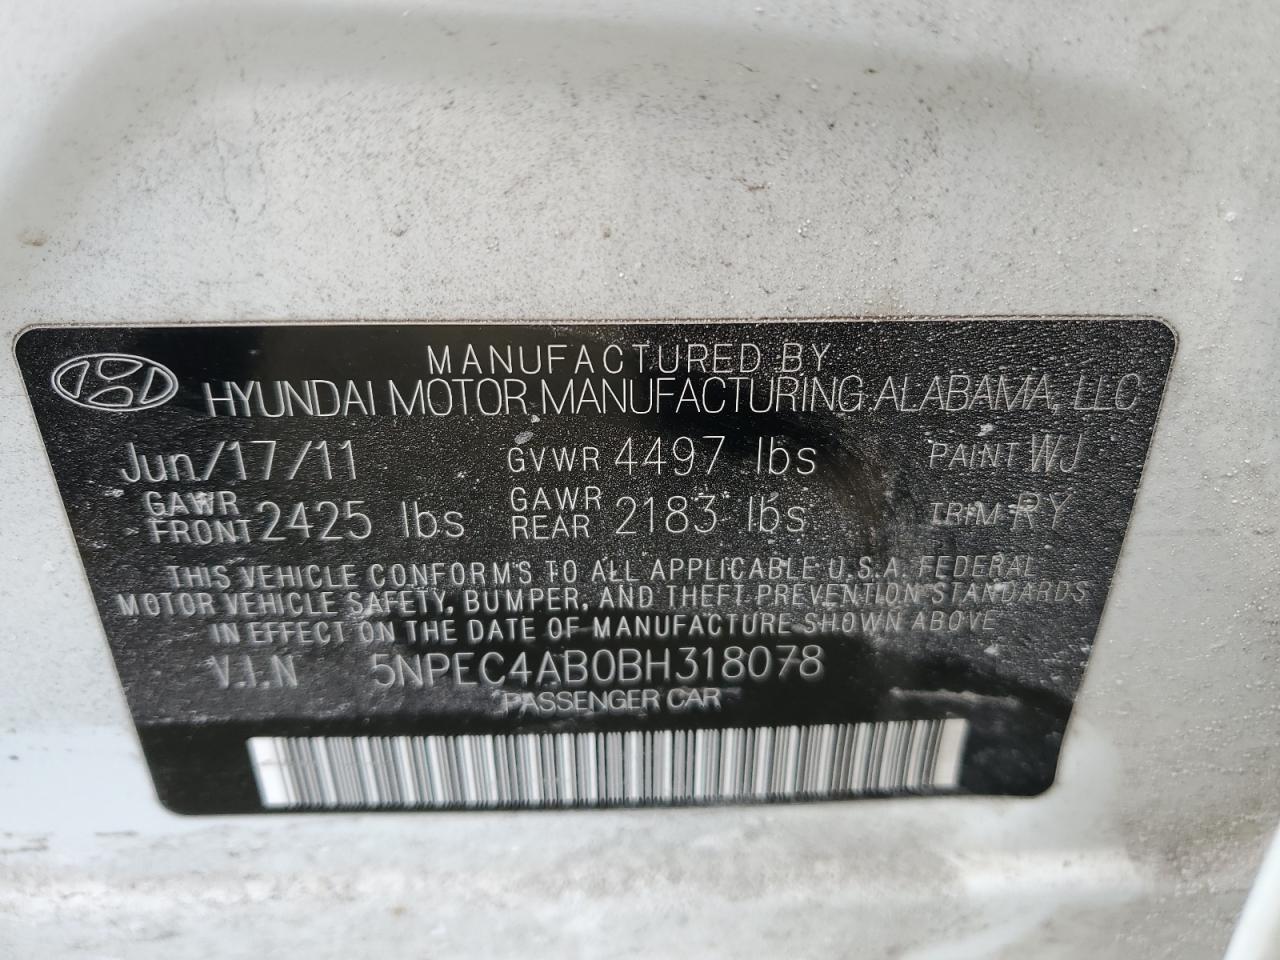 MANUFACTURED BY
HYUNDAI MOTOR MANUFACTURING ALABAMA, LLC
Jun/17/11 GVWR 4497 lbs PAINT WJ
GAWR FRONT 2425 lbs GAWR REAR 2183 lbs TRIM RY
THIS VEHICLE CONFORMS TO ALL APPLICABLE U.S.A. FEDERAL
MOTOR VEHICLE SAFETY, BUMPER, AND THEFT PREVENTION STANDARDS
IN EFFECT ON THE DATE OF MANUFACTURE SHOWN ABOVE
V.I.N 5NPEC4AB0BH318078
PASSENGER CAR